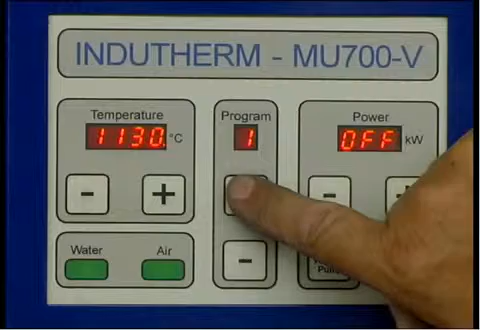 INDUTHERM - MU700-V
Temperature
1130. °C
-
+
Program
1
-
Power
OFF kW
-
+
Water
Air